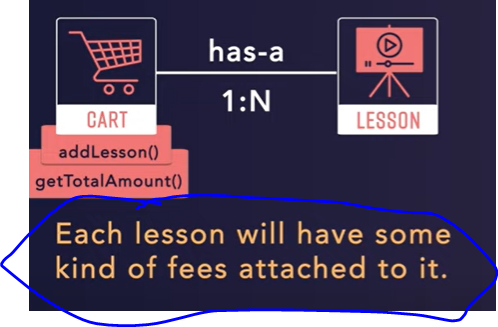 has-a
1:N
CART
LESSON
addLesson()
getTotalAmount()
Each lesson will have some
kind of fees attached to it.